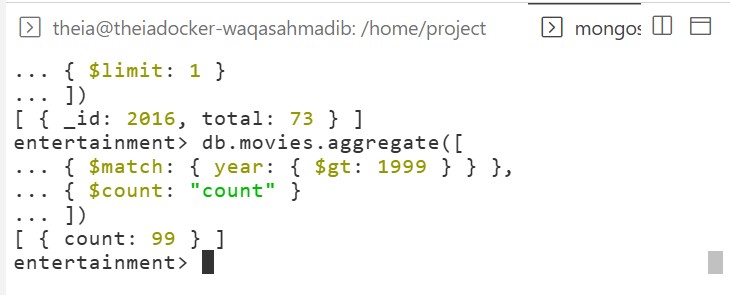 theia@theiadocker-waqasahmadib: /home/project
mongos
... { $limit: 1 }
... ])
[ { _id: 2016, total: 73 } ]
entertainment> db.movies.aggregate([
... { $match: { year: { $gt: 1999 } } },
... { $count: "count" }
... ])
[ { count: 99 } ]
entertainment>